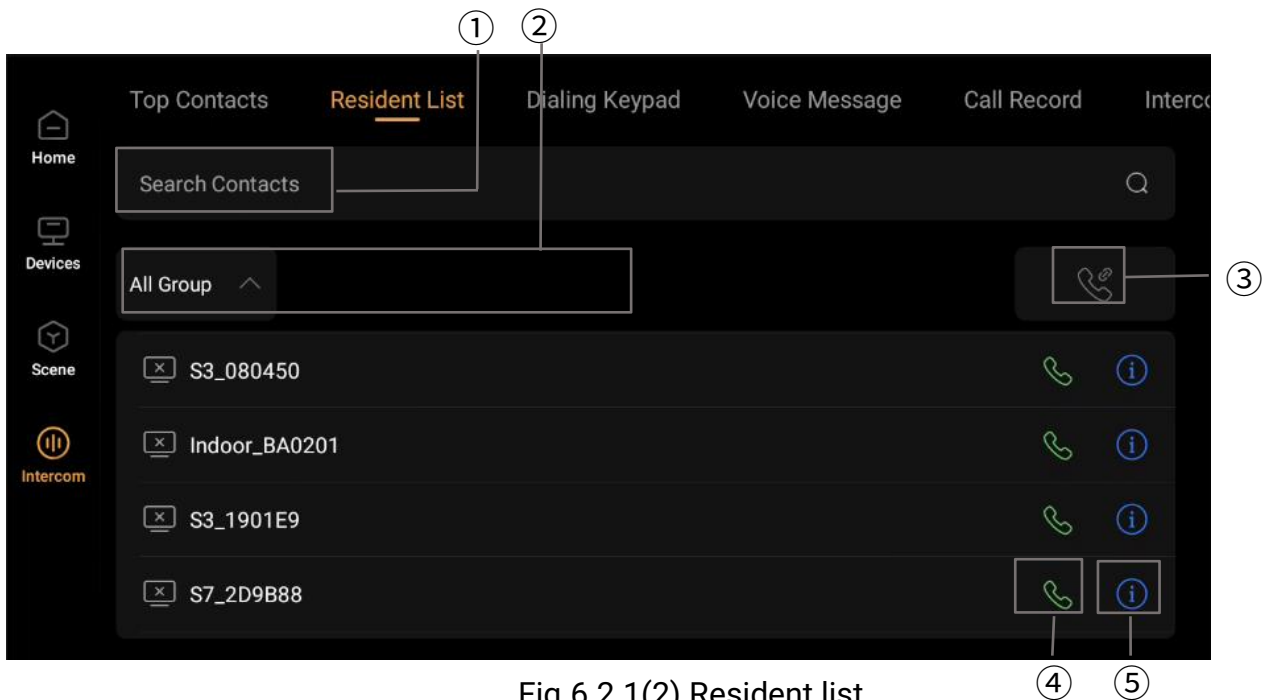 ① ②
Top Contacts Resident List Dialing Keypad Voice Message Call Record Interco
Home
Search Contacts
Devices
All Group
③
Scene
S3_080450
Intercom
Indoor_BA0201
S3_1901E9
S7_2D9B88
④ ⑤
Fig 6.2.1(2) Resident list